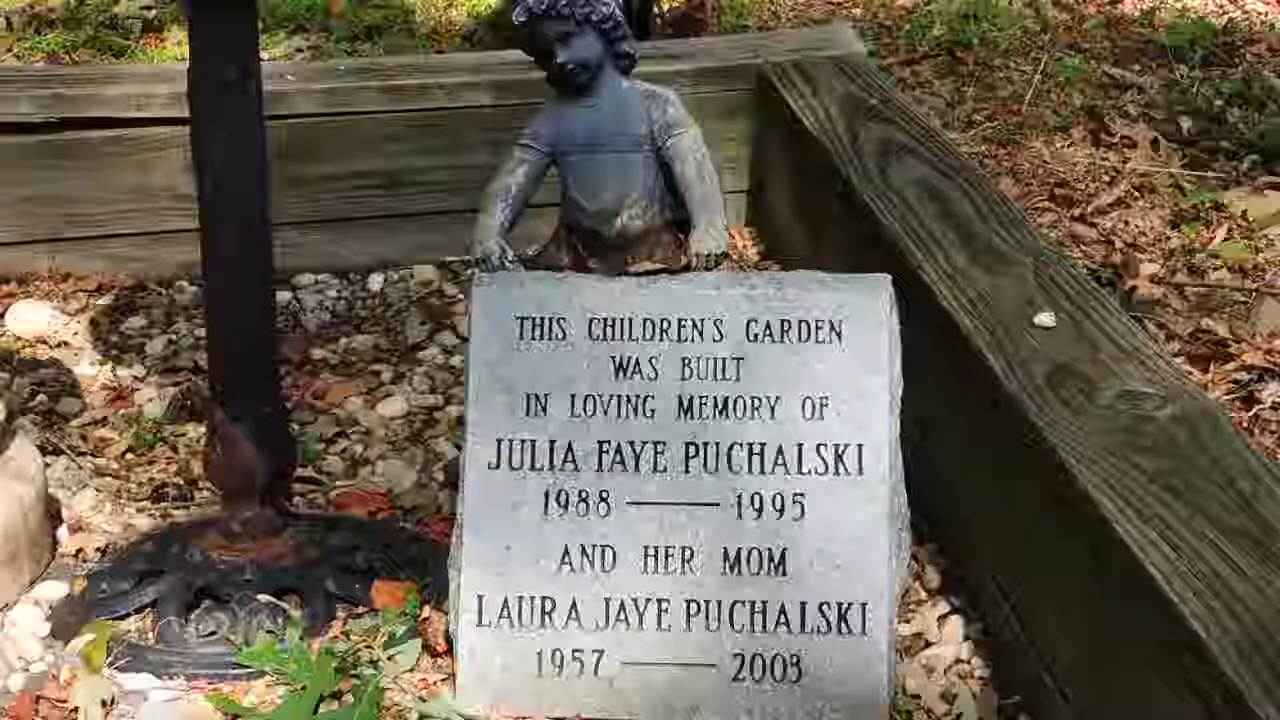 THIS CHILDREN'S GARDEN
WAS BUILT
IN LOVING MEMORY OF
JULIA FAYE PUCHALSKI
1988 — 1995
AND HER MOM
LAURA JAYE PUCHALSKI
1957 — 2003